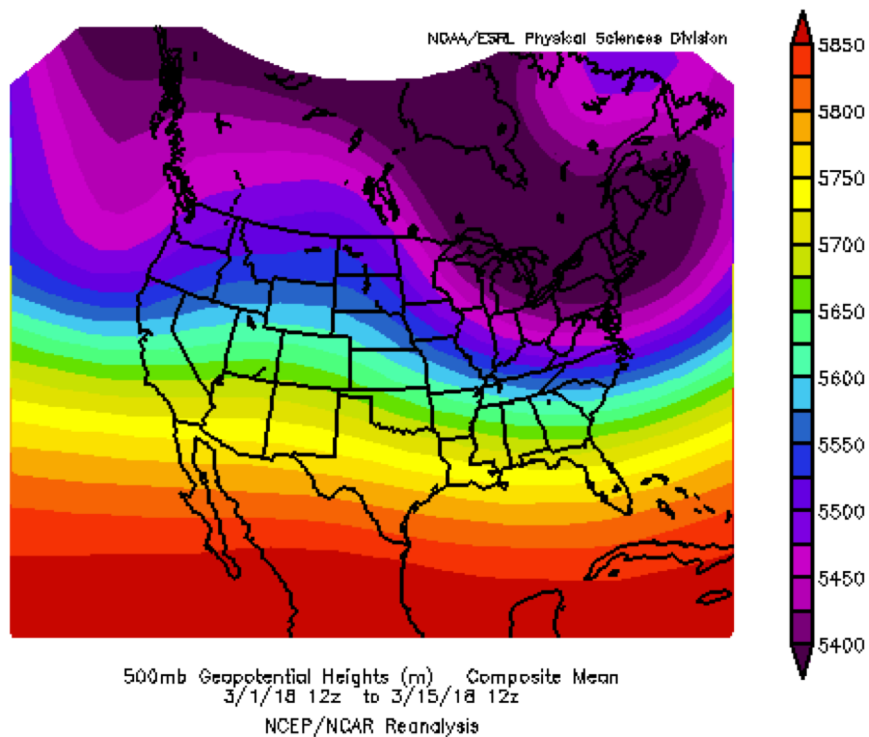 NOAA/ESRL Physical Sciences Division
5850
5800
5750
5700
5650
5600
5550
5500
5450
5400
500mb Geopotential Heights (m) Composite Mean
3/1/18 12z to 3/15/18 12z
NCEP/NCAR Reanalysis